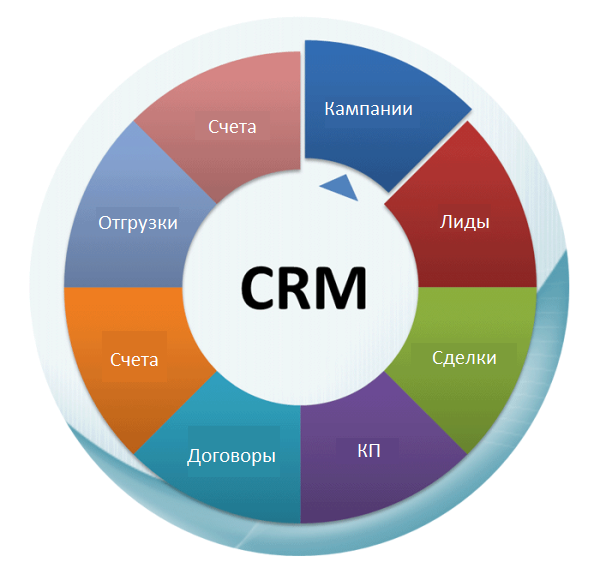 Кампании
Лиды
Сделки
КП
Договоры
Счета
Отгрузки
Счета
CRM